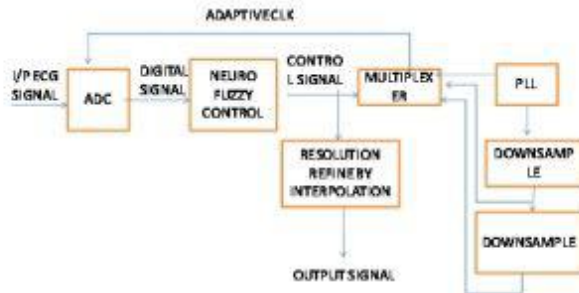 ADAPTIVECLK
I/P ECG
SIGNAL
ADC
DIGITAL
SIGNAL
NEURO
FUZZY
CONTROL
CONTRO
L SIGNAL
MULTIPLEX
ER
PLL
RESOLUTION
REFINE BY
INTERPOLATION
DOWNSAMP
LE
DOWNSAMPLE
OUTPUT SIGNAL